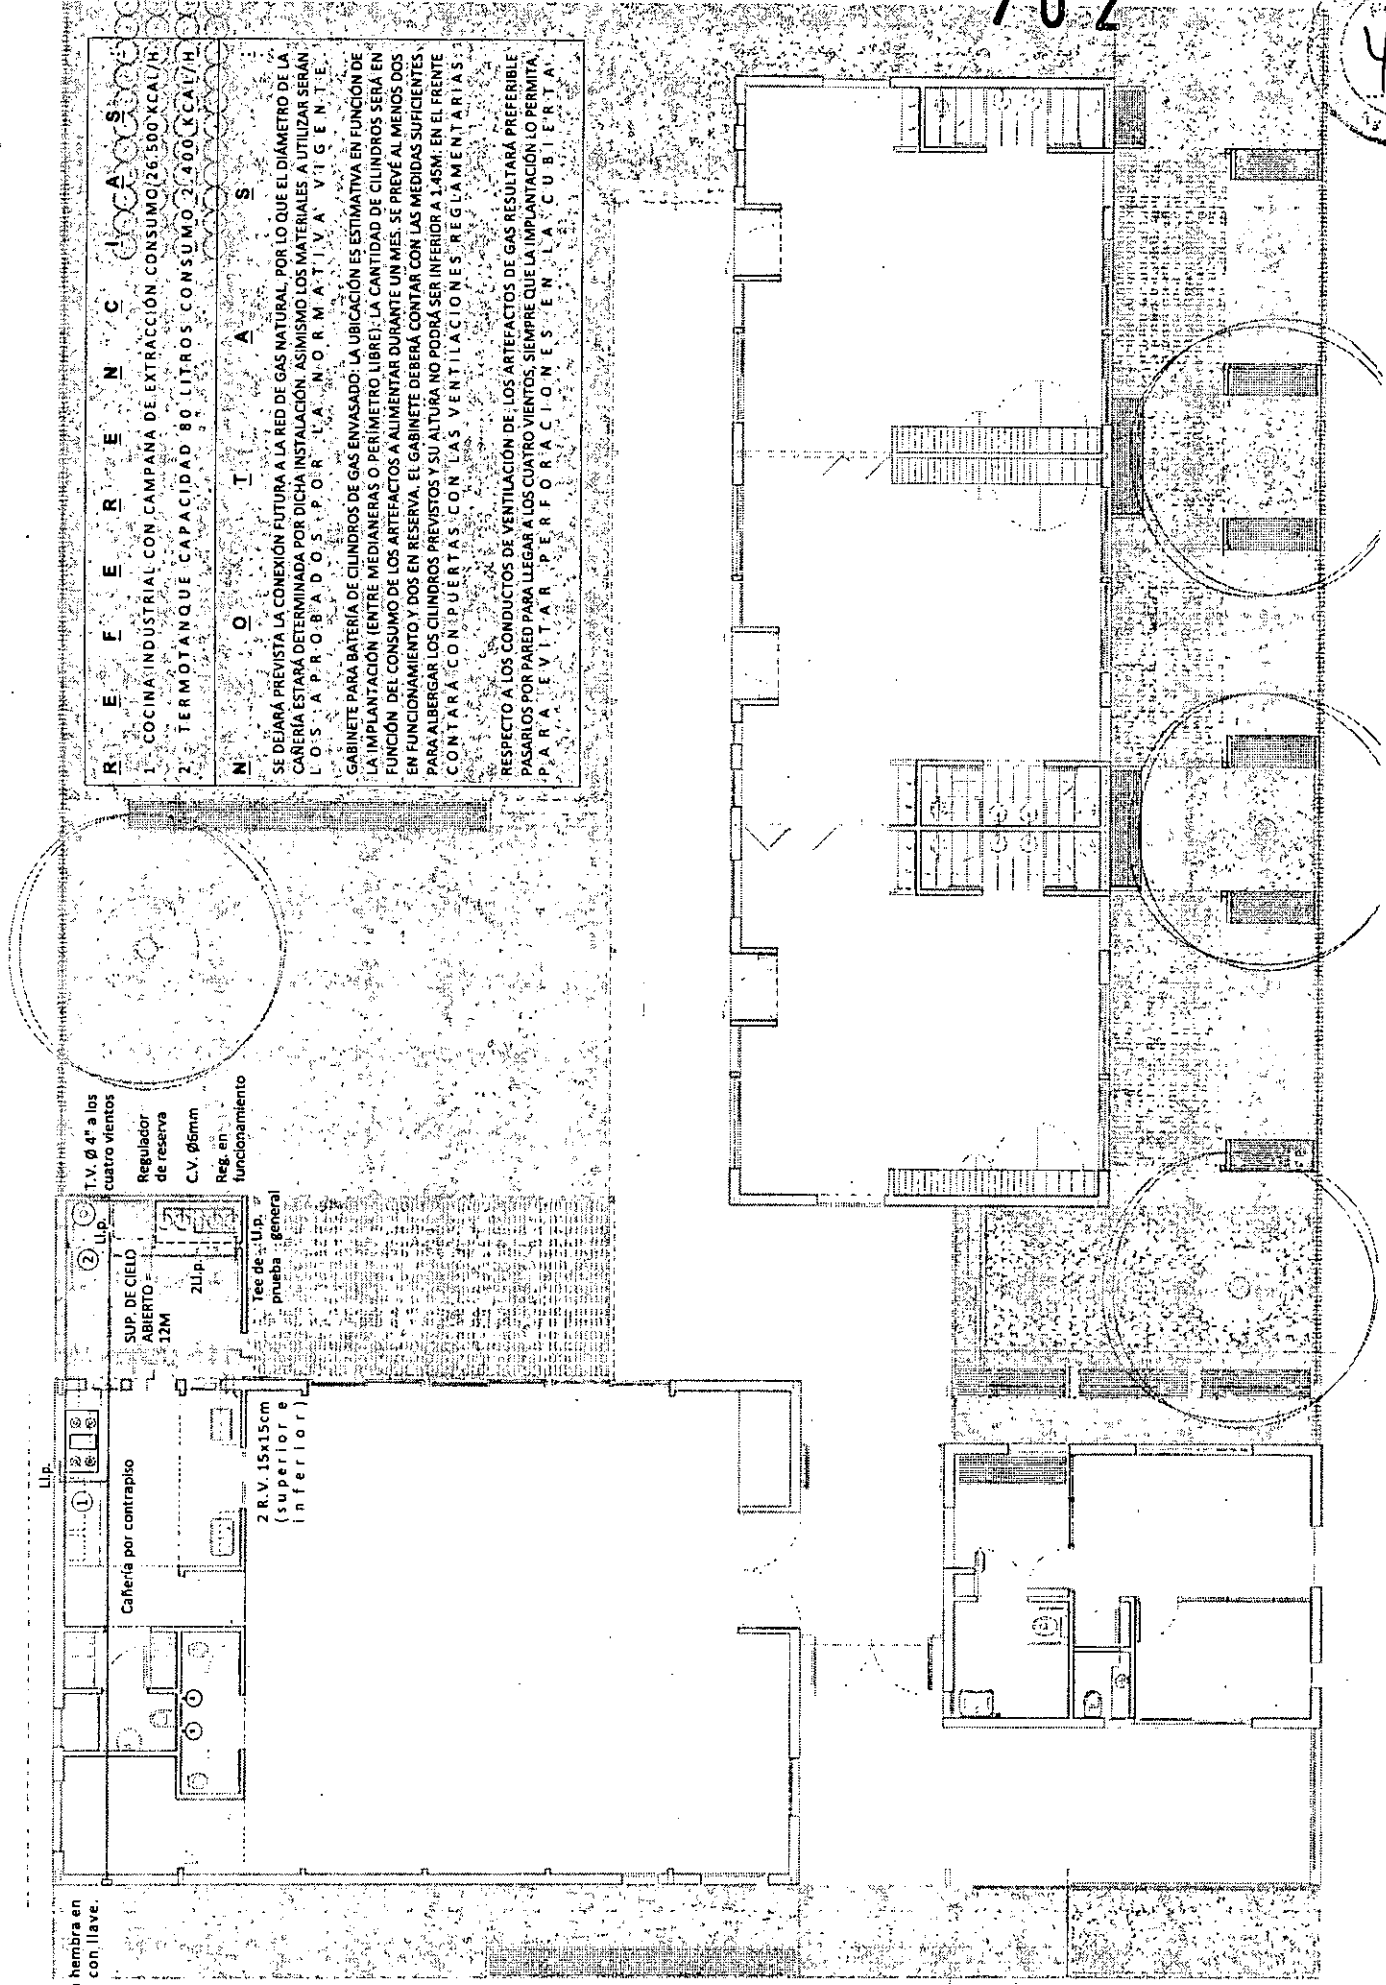 702
4
R E F E R E N C I A S
1 - COCINA INDUSTRIAL CON CAMPANA DE EXTRACCIÓN CONSUMO 26.500 KCAL/H
2 - TERMOTANQUE CAPACIDAD 80 LITROS CONSUMO 2.400 KCAL/H
N O T A S :
SE DEJARÁ PREVISTA LA CONEXIÓN FUTURA A LA RED DE GAS NATURAL, POR LO QUE EL DIÁMETRO DE LA
CAÑERÍA ESTARÁ DETERMINADA POR DICHA INSTALACIÓN. ASIMISMO LOS MATERIALES A UTILIZAR SERÁN
LOS APROBADOS POR LA NORMATIVA VIGENTE.
GABINETE PARA BATERÍA DE CILINDROS DE GAS ENVASADO: LA UBICACIÓN ES ESTIMATIVA EN FUNCIÓN DE
LA IMPLANTACIÓN (ENTRE MEDIANERAS O PERÍMETRO LIBRE). LA CANTIDAD DE CILINDROS SERÁ EN
FUNCIÓN DEL CONSUMO DE LOS ARTEFACTOS A ALIMENTAR DURANTE UN MES. SE PREVÉ AL MENOS DOS
EN FUNCIONAMIENTO Y DOS EN RESERVA. EL GABINETE DEBERÁ CONTAR CON LAS MEDIDAS SUFICIENTES
PARA ALBERGAR LOS CILINDROS PREVISTOS Y SU ALTURA NO PODRÁ SER INFERIOR A 1.45M. EN EL FRENTE
CONTARÁ CON PUERTAS CON LAS VENTILACIONES REGLAMENTARIAS.
RESPECTO A LOS CONDUCTOS DE VENTILACIÓN DE LOS ARTEFACTOS DE GAS RESULTARÁ PREFERIBLE
PASARLOS POR PARED PARA LLEGAR A LOS CUATRO VIENTOS, SIEMPRE QUE LA IMPLANTACIÓN LO PERMITA,
PARA EVITAR PERFORACIONES EN LA CUBIERTA.
T.V. Ø 4" a los
cuatro vientos
Regulador
de reserva
C.V. Ø6mm
Reg. en
funcionamiento
Ll.p.
2
SUP. DE CIELO
ABIERTO =
12M
2Ll.p.
Tee de
prueba
Ll.p.
general
Ll.p.
1
Cañería por contrapiso
2 R.V. 15x15cm
(superior e
inferior)
hembra en
con llave.